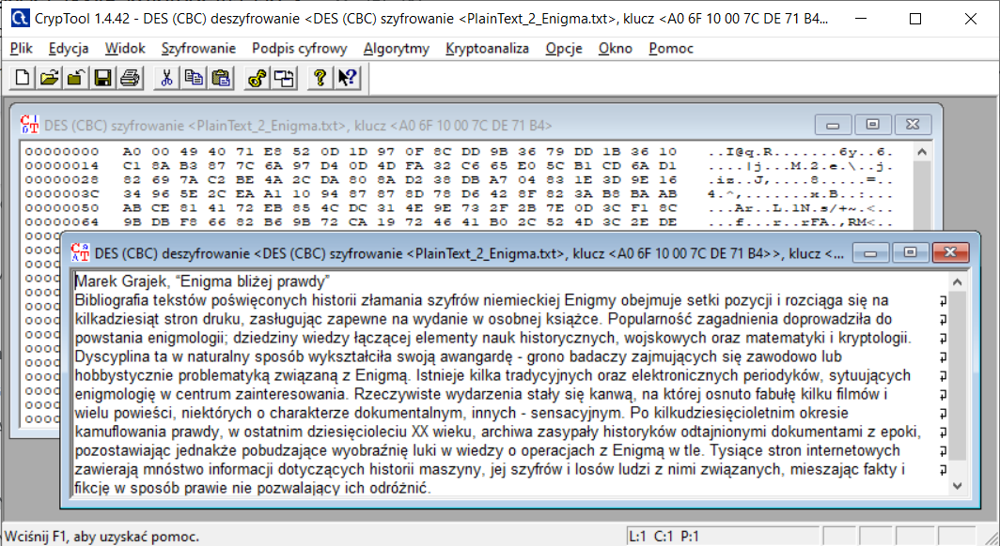 CrypTool 1.4.42 - DES (CBC) deszyfrowanie <DES (CBC) szyfrowanie <PlainText_2_Enigma.txt>, klucz <A0 6F 10 00 7C DE 71 B4...
Plik Edycja Widok Szyfrowanie Podpis cyfrowy Algorytmy Kryptoanaliza Opcje Okno Pomoc
DES (CBC) szyfrowanie <PlainText_2_Enigma.txt>, klucz <A0 6F 10 00 7C DE 71 B4>
00000000 A0 00 49 40 71 E8 52 0D 1D 97 0F 8C DD 9B 36 79 DD 1B 36 10 ..I@q.R.......6y..6.
00000014 C1 8A B3 87 7C 6A 97 D4 0D 4D FA 32 C6 65 E0 5C B1 CD 6A D1 ....|j...M.2.e.\..j.
00000028 82 69 7A C2 BE 4A 2C DA 80 8A D2 38 DB A7 04 83 1E 3D 9E 16 .iz..J,....8.....=..
0000003C 34 96 5E 2C EA A1 10 94 87 87 8D 78 D6 42 8F 82 3A B8 BA AB 4.^,.......x.B..:...
00000050 AB CE 81 41 72 EB 85 4C DC 31 4E 9E 73 2F 2B 7E 0D 3C F1 8C ...Ar..L.1N.s/+~.<..
00000064 9B DB F8 66 82 B6 9B 72 CA 19 72 46 41 B0 2C 52 4D 3C 2E DE ...f...r..rFA.,RM<..
DES (CBC) deszyfrowanie <DES (CBC) szyfrowanie <PlainText_2_Enigma.txt>, klucz <A0 6F 10 00 7C DE 71 B4>>, klucz <...
Marek Grajek, “Enigma bliżej prawdy”
Bibliografia tekstów poświęconych historii złamania szyfrów niemieckiej Enigmy obejmuje setki pozycji i rozciąga się na
kilkadziesiąt stron druku, zasługując zapewne na wydanie w osobnej książce. Popularność zagadnienia doprowadziła do
powstania enigmologii; dziedziny wiedzy łączącej elementy nauk historycznych, wojskowych oraz matematyki i kryptologii.
Dyscyplina ta w naturalny sposób wykształciła swoją awangardę - grono badaczy zajmujących się zawodowo lub
hobbystycznie problematyką związaną z Enigmą. Istnieje kilka tradycyjnych oraz elektronicznych periodyków, sytuujących
enigmologię w centrum zainteresowania. Rzeczywiste wydarzenia stały się kanwą, na której osnuto fabułę kilku filmów i
wielu powieści, niektórych o charakterze dokumentalnym, innych - sensacyjnym. Po kilkudziesięcioletnim okresie
kamuflowania prawdy, w ostatnim dziesięcioleciu XX wieku, archiwa zasypały historyków odtajnionymi dokumentami z epoki,
pozostawiając jednakże pobudzające wyobraźnię luki w wiedzy o operacjach z Enigmą w tle. Tysiące stron internetowych
zawierają mnóstwo informacji dotyczących historii maszyny, jej szyfrów i losów ludzi z nimi związanych, mieszając fakty i
fikcję w sposób prawie nie pozwalający ich odróżnić.
Wciśnij F1, aby uzyskać pomoc.
L:1 C:1 P:1